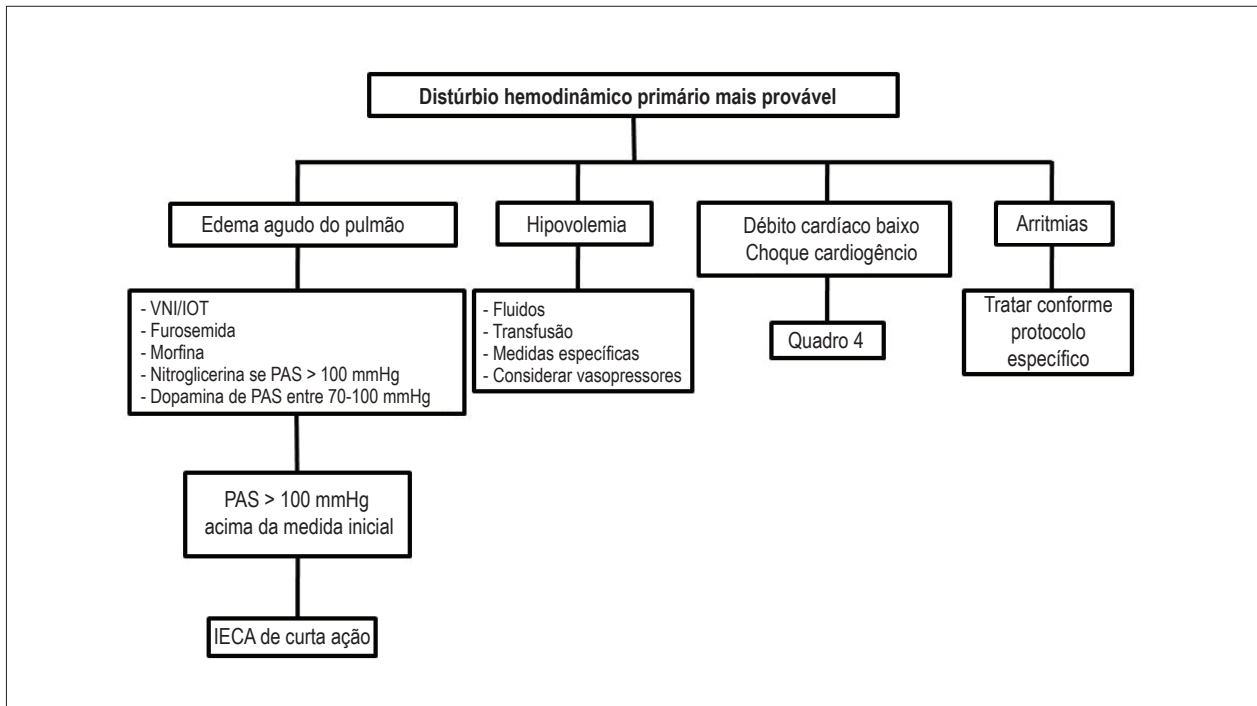 Distúrbio hemodinâmico primário mais provável
Edema agudo do pulmão
- VNI/IOT
- Furosemida
- Morfina
- Nitroglicerina se PAS > 100 mmHg
- Dopamina de PAS entre 70-100 mmHg
PAS > 100 mmHg
acima da medida inicial
IECA de curta ação
Hipovolemia
- Fluidos
- Transfusão
- Medidas específicas
- Considerar vasopressores
Débito cardíaco baixo
Choque cardiogêncio
Quadro 4
Arritmias
Tratar conforme
protocolo
específico